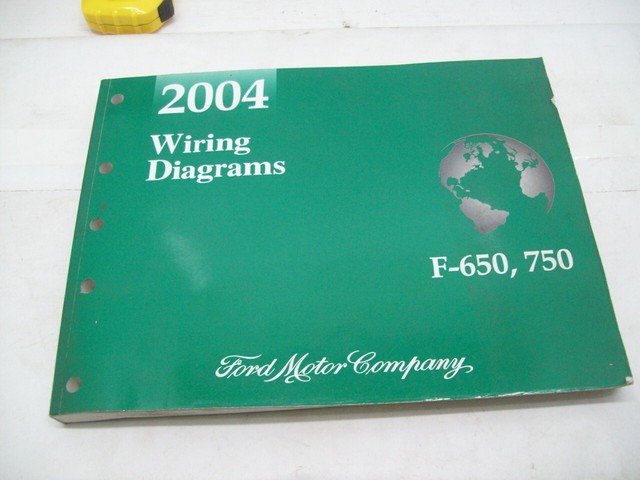 2004
Wiring
Diagrams
F-650, 750
Ford Motor Company